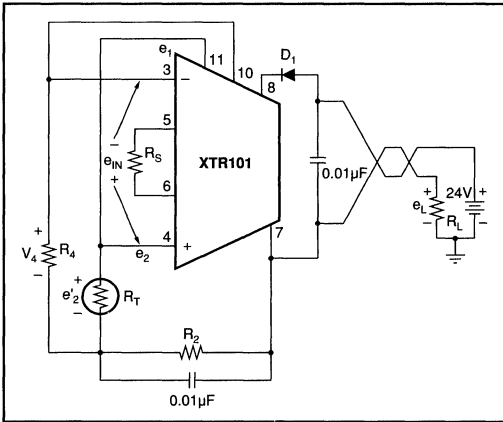 e1
11
10
D1
3
−
8
−
5
eIN
RS
XTR101
0.01µF
24V
+
+
6
+
eL
RL
−
−
7
4
+
e2
+
V4
R4
−
+
e'2
RT
−
R2
0.01µF